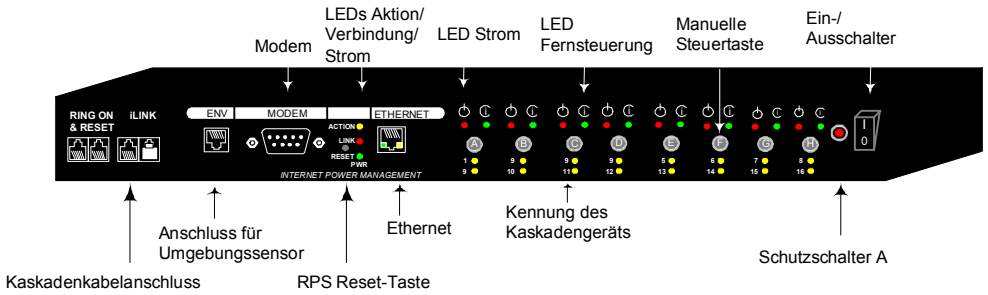 LEDs Aktion/
Verbindung/
Strom
Modem
LED Strom
LED
Fernsteuerung
Manuelle
Steuertaste
Ein-/
Ausschalter
RING ON
& RESET
iLINK
ENV
MODEM
ETHERNET
ACTION
LINK
RESET
PWR
INTERNET POWER MANAGEMENT
A B C D E F G H
1 9 9 9 5 6 7 8
9 10 11 12 13 14 15 16
I
0
Anschluss für
Umgebungssensor
Ethernet
Kennung des
Kaskadengeräts
Schutzschalter A
Kaskadenkabelanschluss
RPS Reset-Taste